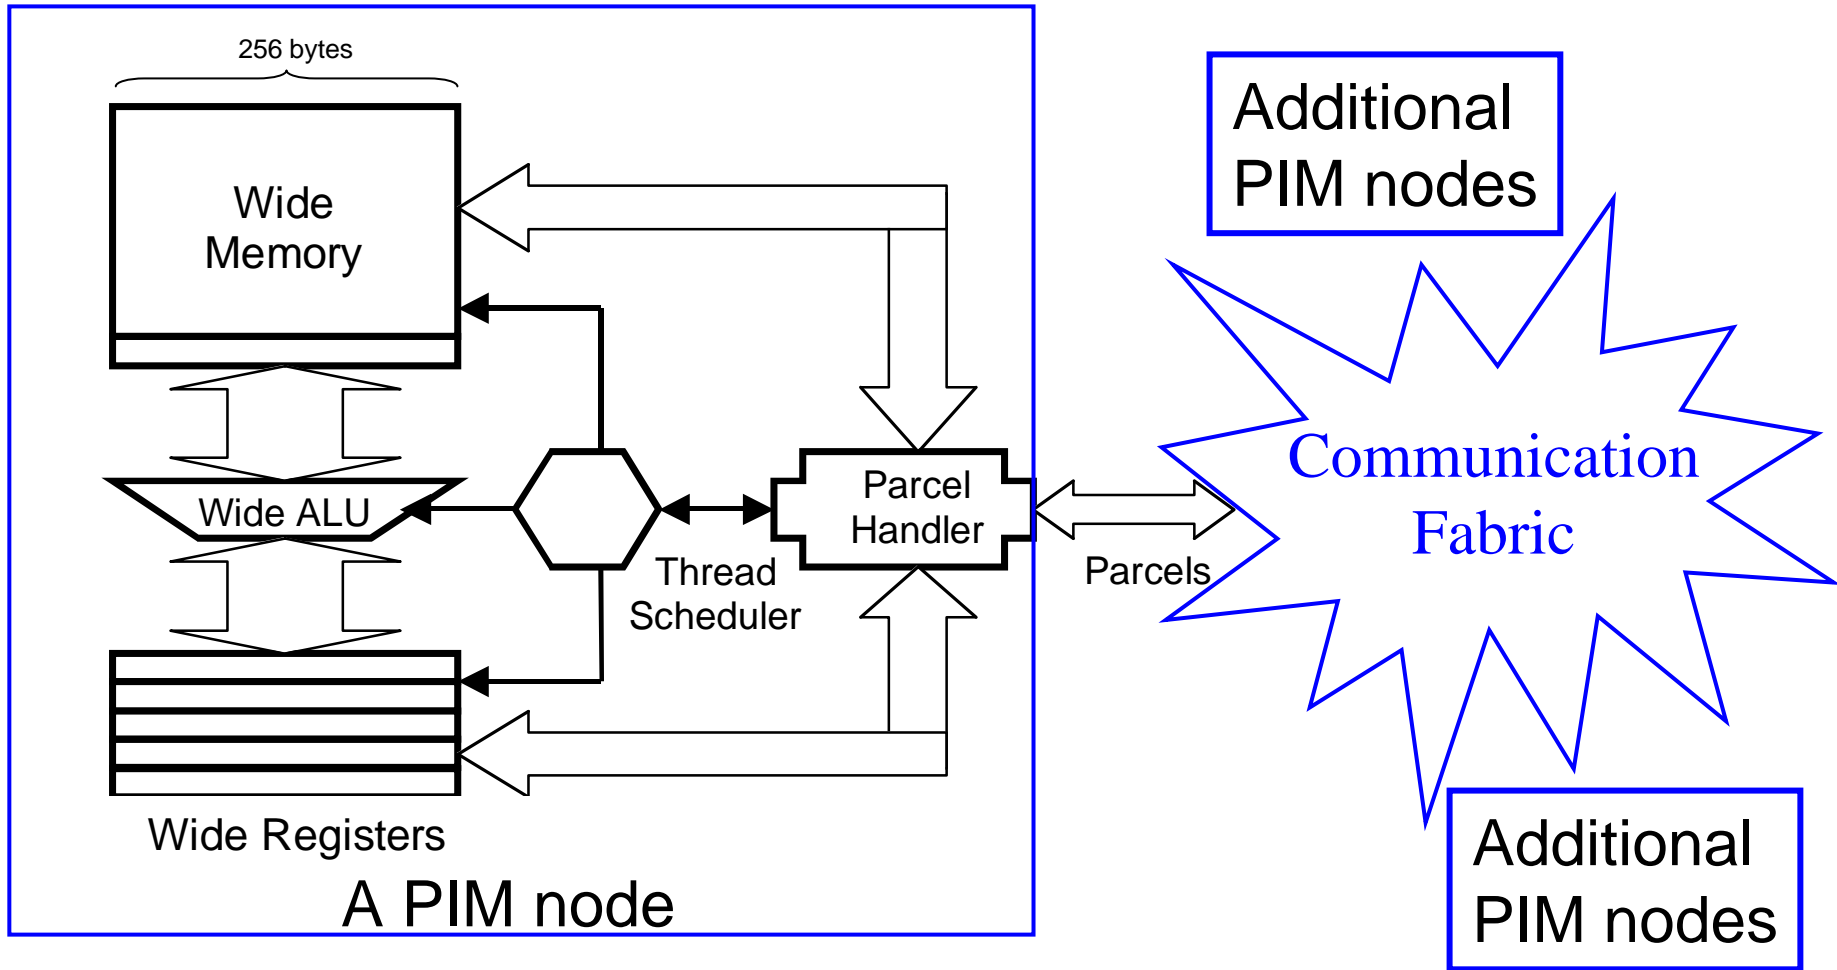 256 bytes
Wide
Memory
Wide ALU
Thread
Scheduler
Parcel
Handler
Wide Registers
A PIM node
Parcels
Additional
PIM nodes
Communication
Fabric
Additional
PIM nodes